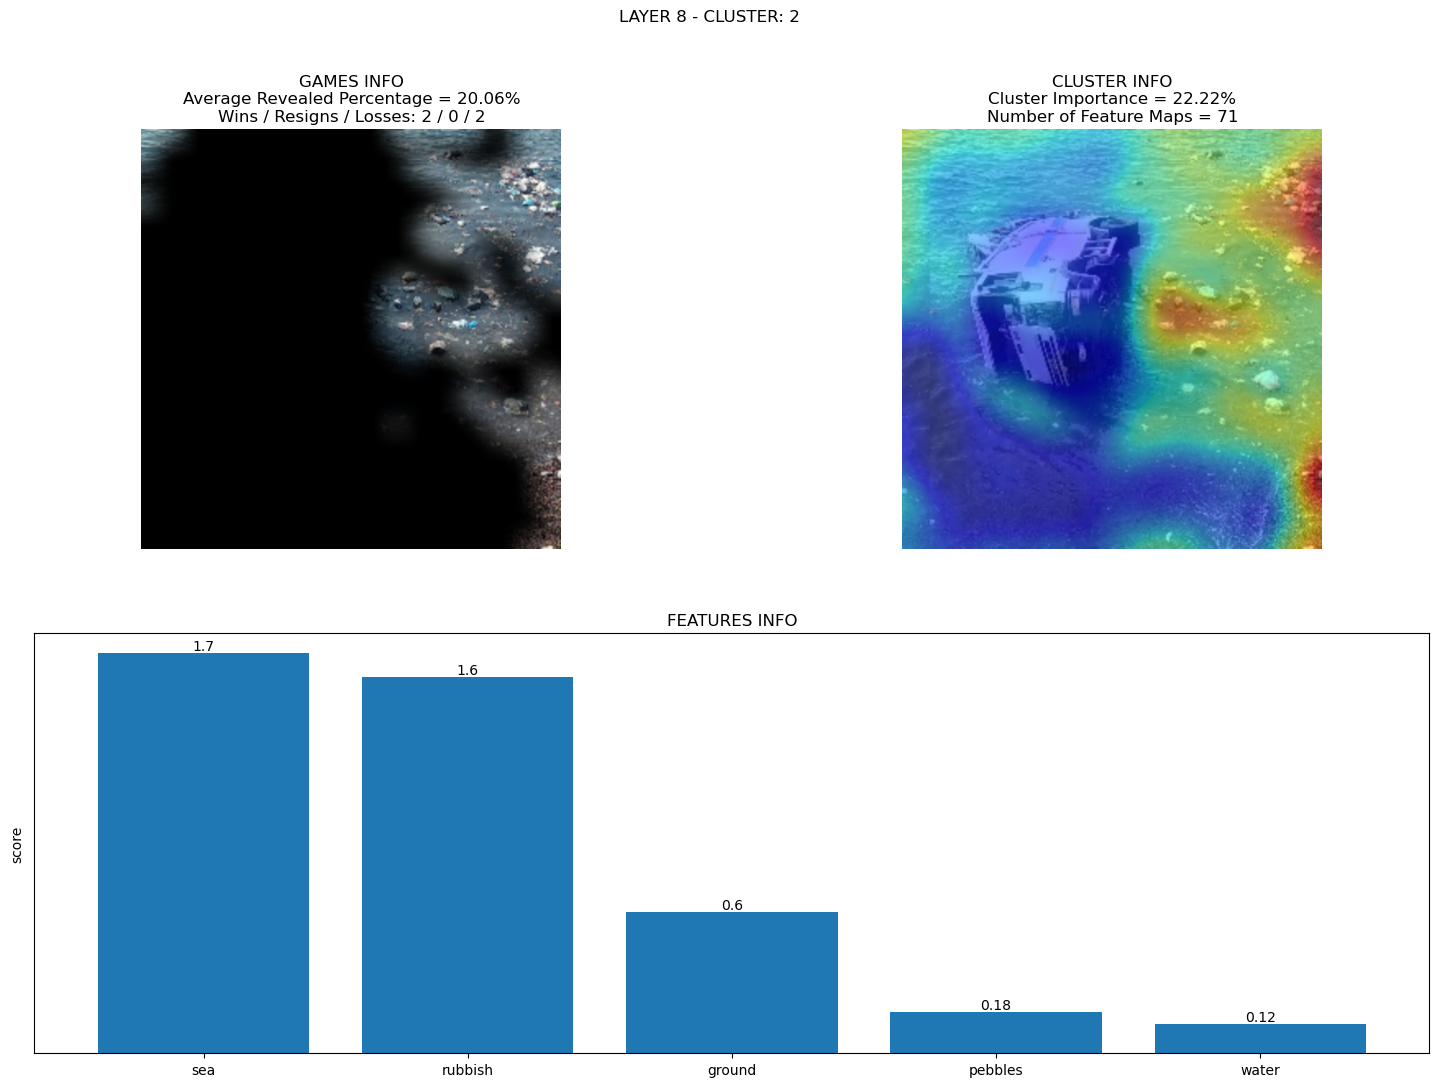 LAYER 8 - CLUSTER: 2
GAMES INFO
Average Revealed Percentage = 20.06%
Wins / Resigns / Losses: 2 / 0 / 2
CLUSTER INFO
Cluster Importance = 22.22%
Number of Feature Maps = 71
FEATURES INFO
score
1.7
1.6
0.6
0.18
0.12
sea
rubbish
ground
pebbles
water